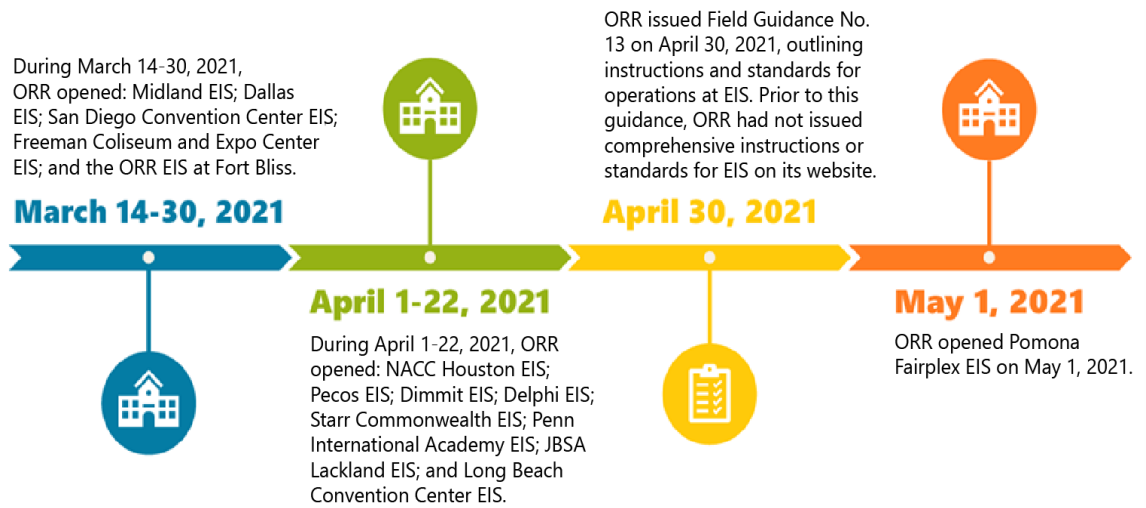 During March 14-30, 2021,
ORR opened: Midland EIS; Dallas
EIS; San Diego Convention Center EIS;
Freeman Coliseum and Expo Center
EIS; and the ORR EIS at Fort Bliss.
March 14-30, 2021
April 1-22, 2021
During April 1-22, 2021, ORR
opened: NACC Houston EIS;
Pecos EIS; Dimmit EIS; Delphi EIS;
Starr Commonwealth EIS; Penn
International Academy EIS; JBSA
Lackland EIS; and Long Beach
Convention Center EIS.
ORR issued Field Guidance No.
13 on April 30, 2021, outlining
instructions and standards for
operations at EIS. Prior to this
guidance, ORR had not issued
comprehensive instructions or
standards for EIS on its website.
April 30, 2021
May 1, 2021
ORR opened Pomona
Fairplex EIS on May 1, 2021.